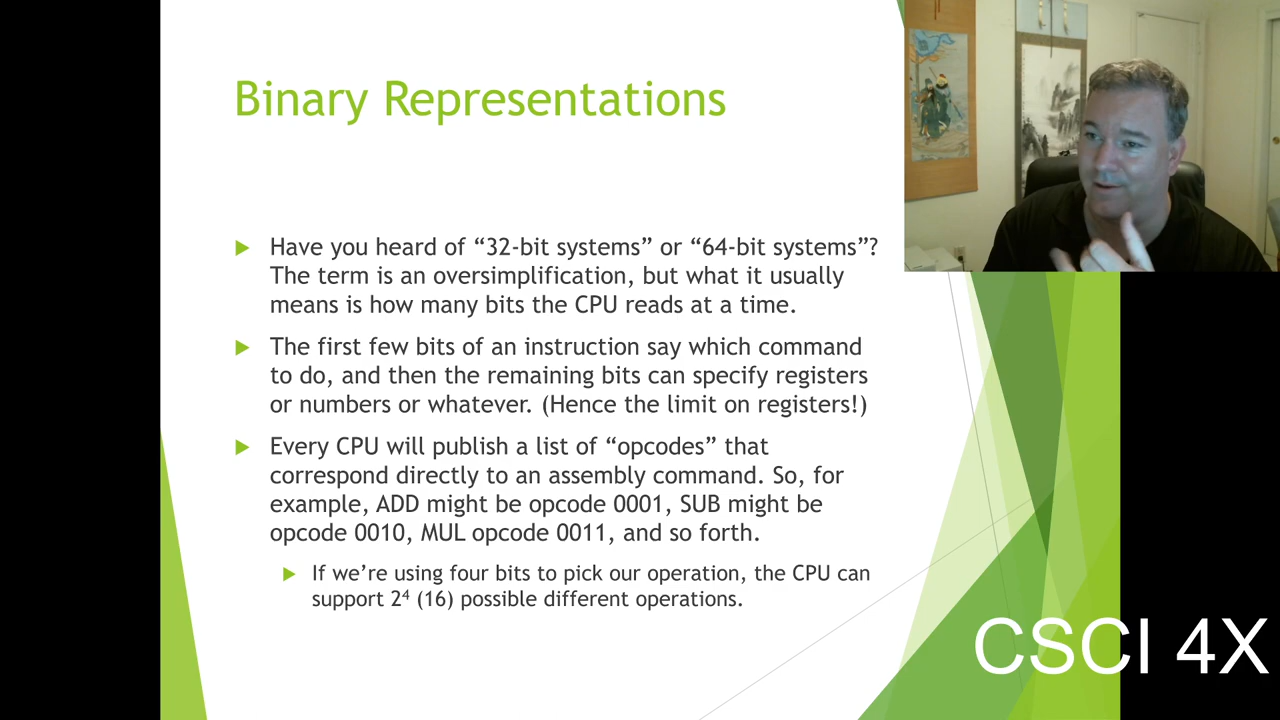 Binary Representations
Have you heard of “32-bit systems” or “64-bit systems”?
The term is an oversimplification, but what it usually
means is how many bits the CPU reads at a time.
The first few bits of an instruction say which command
to do, and then the remaining bits can specify registers
or numbers or whatever. (Hence the limit on registers!)
Every CPU will publish a list of “opcodes” that
correspond directly to an assembly command. So, for
example, ADD might be opcode 0001, SUB might be
opcode 0010, MUL opcode 0011, and so forth.
If we’re using four bits to pick our operation, the CPU can
support 2⁴ (16) possible different operations.
CSCI 4X